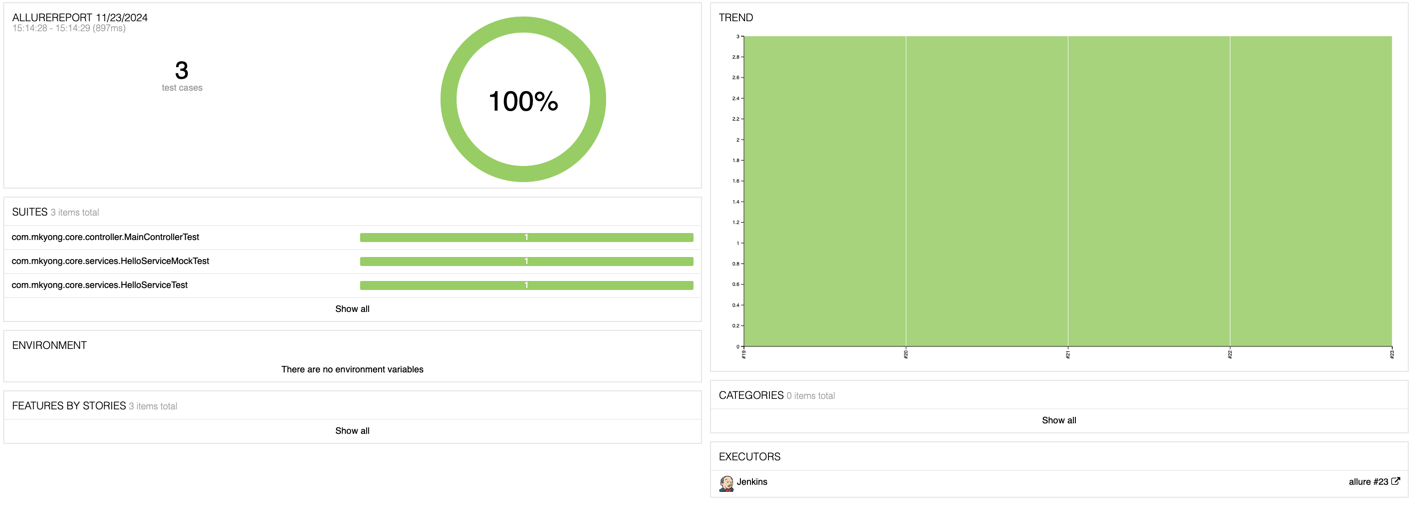 ALLUREREPORT 11/23/2024
15:14:28 - 15:14:29 (897ms)
3
test cases
100%
SUITES 3 items total
com.mkyong.core.controller.MainControllerTest 1
com.mkyong.core.services.HelloServiceMockTest 1
com.mkyong.core.services.HelloServiceTest 1
Show all
ENVIRONMENT
There are no environment variables
FEATURES BY STORIES 3 items total
Show all
TREND
3
2.8
2.6
2.4
2.2
2
1.8
1.6
1.4
1.2
1
0.8
0.6
0.4
0.2
0
#19 #20 #21 #22 #23
CATEGORIES 0 items total
Show all
EXECUTORS
Jenkins allure #23